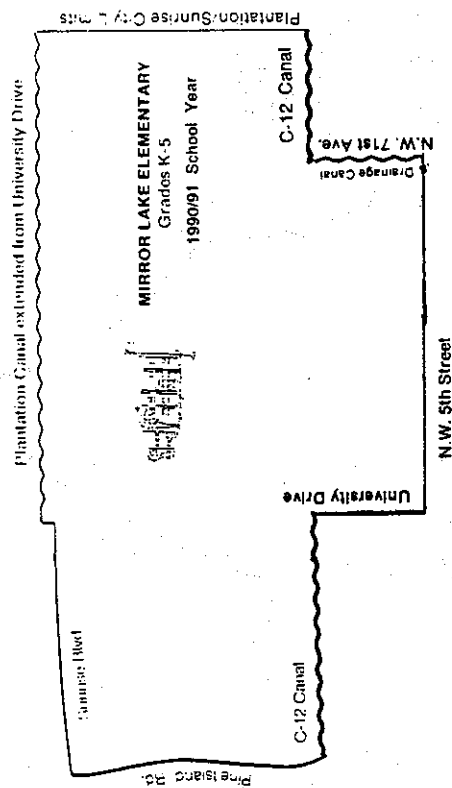 Plantation Canal extended from University Drive
Plantation/Sunrise City Limits
Sunrise Blvd
MIRROR LAKE ELEMENTARY
Grades K-5
1990/91 School Year
C-12 Canal
N.W. 71st Ave.
Drainage Canal
University Drive
C-12 Canal
Pine Island Rd.
N.W. 5th Street